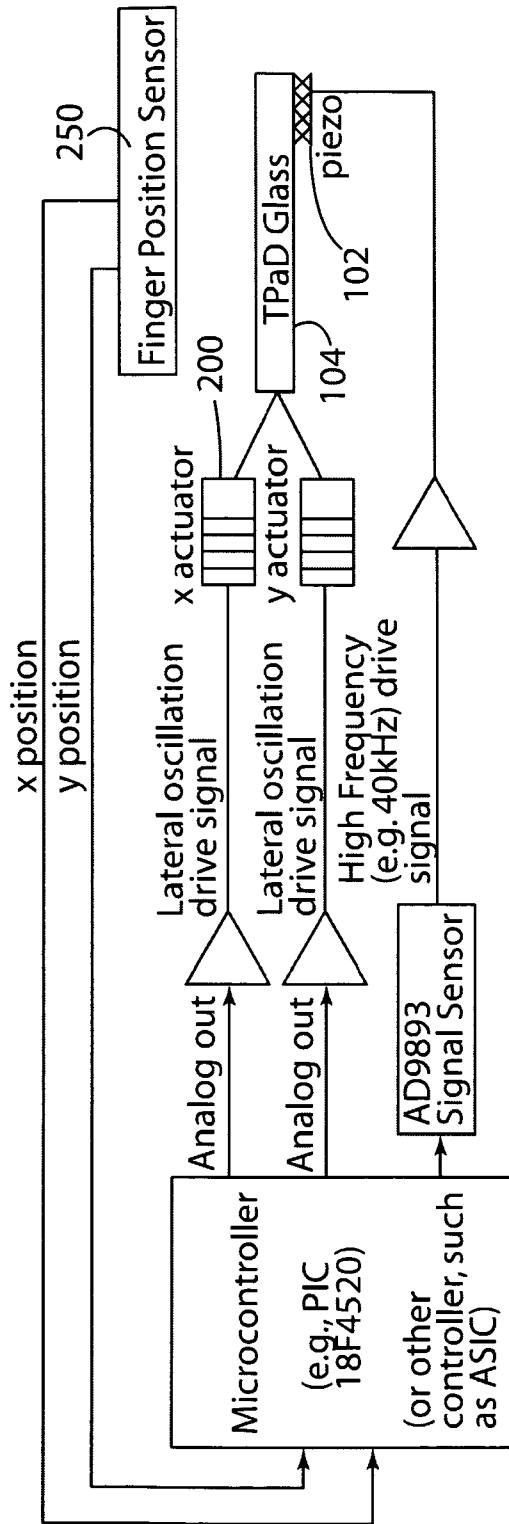 x position
y position
250
Finger Position Sensor
Lateral oscillation
drive signal
x actuator
200
Analog out
Lateral oscillation
drive signal
y actuator
TPaD Glass
104
102
piezo
Analog out
Microcontroller
(e.g., PIC
18F4520)
(or other
controller, such
as ASIC)
High Frequency
(e.g. 40kHz) drive
signal
AD9893
Signal Sensor